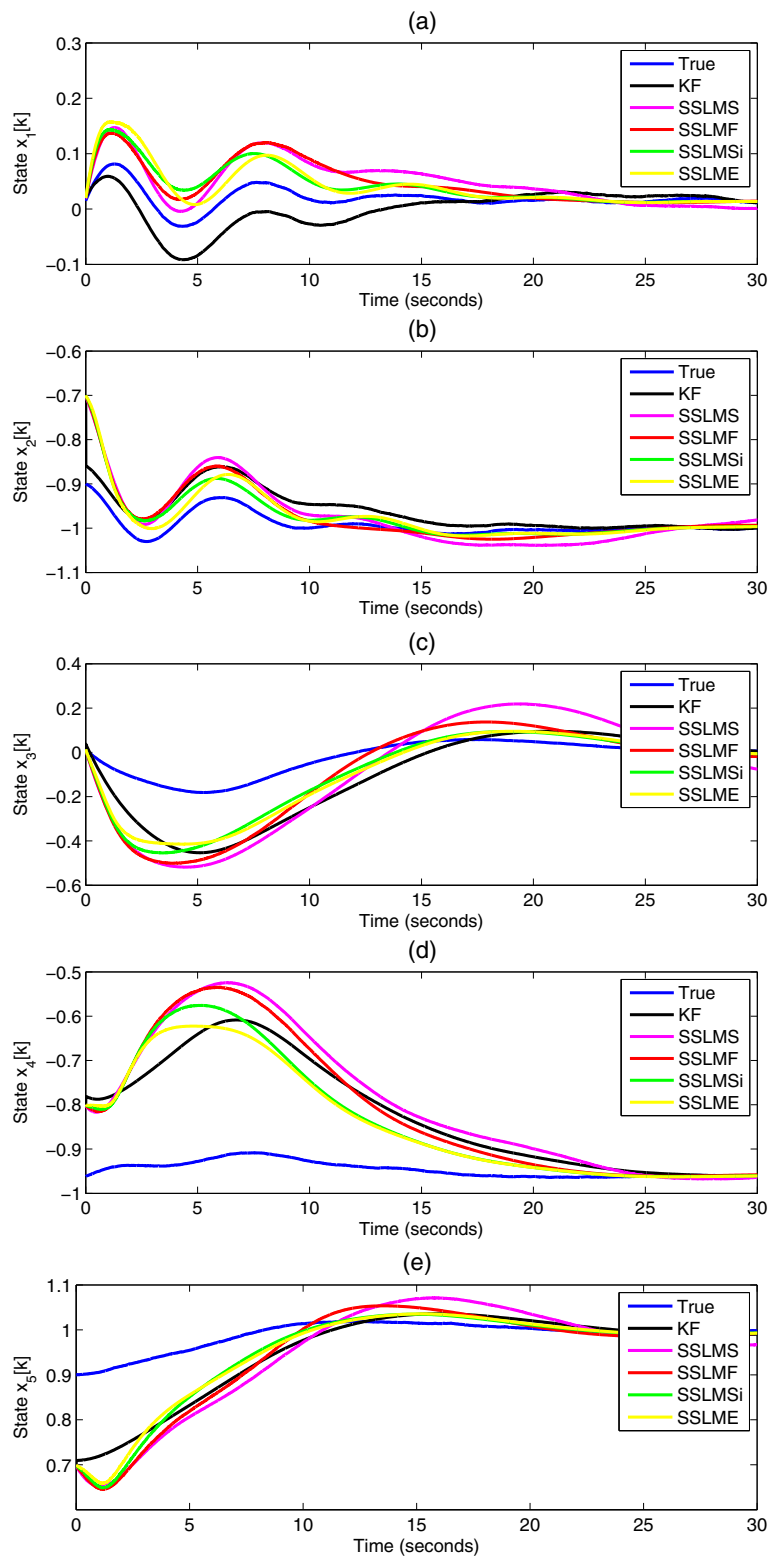 (a)
State x1[k]
0.3
0.2
0.1
0
−0.1
0 5 10 15 20 25 30
Time (seconds)
True
KF
SSLMS
SSLMF
SSLMSi
SSLME
(b)
State x2[k]
−0.6
−0.7
−0.8
−0.9
−1.0
−1.1
0 5 10 15 20 25 30
Time (seconds)
True
KF
SSLMS
SSLMF
SSLMSi
SSLME
(c)
State x3[k]
0.4
0.2
0
−0.2
−0.4
−0.6
0 5 10 15 20 25 30
Time (seconds)
True
KF
SSLMS
SSLMF
SSLMSi
SSLME
(d)
State x4[k]
−0.5
−0.6
−0.7
−0.8
−0.9
−1
0 5 10 15 20 25 30
Time (seconds)
True
KF
SSLMS
SSLMF
SSLMSi
SSLME
(e)
State x5[k]
1.1
1
0.9
0.8
0.7
0 5 10 15 20 25 30
Time (seconds)
True
KF
SSLMS
SSLMF
SSLMSi
SSLME